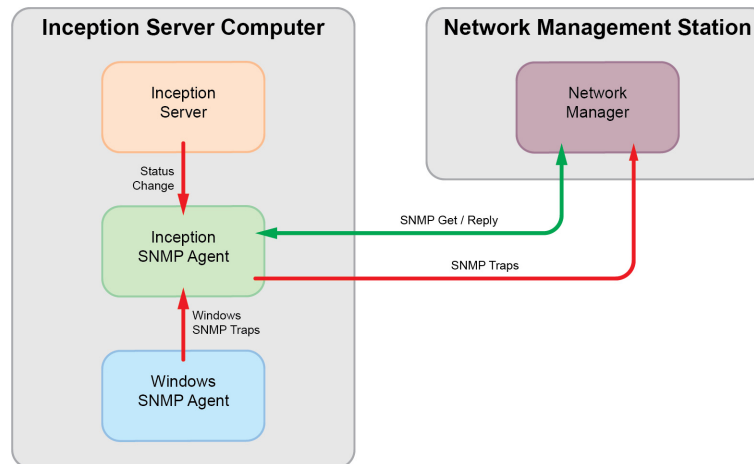 Inception Server Computer
Network Management Station
Inception
Server
Network
Manager
Status
Change
SNMP Get / Reply
Inception
SNMP Agent
SNMP Traps
Windows
SNMP Traps
Windows
SNMP Agent